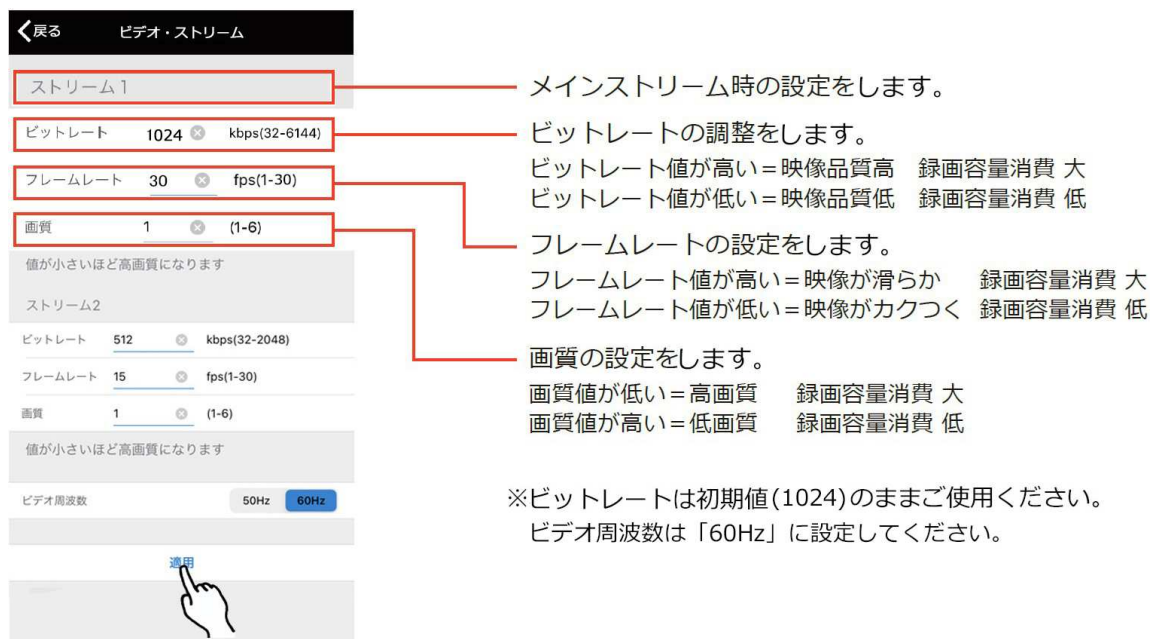 戻る ビデオ・ストリーム
ストリーム1
ビットレート 1024 kbps(32-6144)
フレームレート 30 fps(1-30)
画質 1 (1-6)
値が小さいほど高画質になります
ストリーム2
ビットレート 512 kbps(32-2048)
フレームレート 15 fps(1-30)
画質 1 (1-6)
値が小さいほど高画質になります
ビデオ周波数 50Hz 60Hz
適用
メインストリーム時の設定をします。
ビットレートの調整をします。
ビットレート値が高い=映像品質高 録画容量消費 大
ビットレート値が低い=映像品質低 録画容量消費 低
フレームレートの設定をします。
フレームレート値が高い=映像が滑らか 録画容量消費 大
フレームレート値が低い=映像がカクつく 録画容量消費 低
画質の設定をします。
画質値が低い=高画質 録画容量消費 大
画質値が高い=低画質 録画容量消費 低
※ビットレートは初期値(1024)のままご使用ください。
ビデオ周波数は「60Hz」に設定してください。